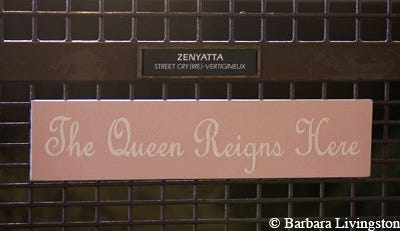 ZENYATTA
STREET CRY (IRE)-VERTIGINEUX
The Queen Reigns Here
© Barbara Livingston